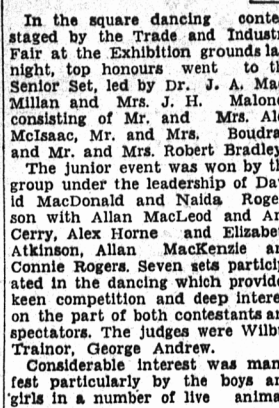 In the square dancing conte
staged by the Trade and Industr
Fair at the Exhibition grounds la
night, top honours went to t
Senior Set, led by Dr. J. A. Ma
Millan and Mrs. J. H. Malon
consisting of Mr. and Mrs. Al
McIsaac, Mr. and Mrs. Boudra
and Mr. and Mrs. Robert Bradley
The junior event was won by t
group under the leadership of Da
id MacDonald and Naida Roge
son with Allan MacLeod and An
Cerry, Alex Horne and Elizabe
Atkinson, Allan MacKenzie an
Connie Rogers. Seven sets particip
ated in the dancing which provide
keen competition and deep intere
on the part of both contestants an
spectators. The judges were Wilb
Trainor, George Andrew.
Considerable interest was man
fest particularly by the boys an
girls in a number of live anima